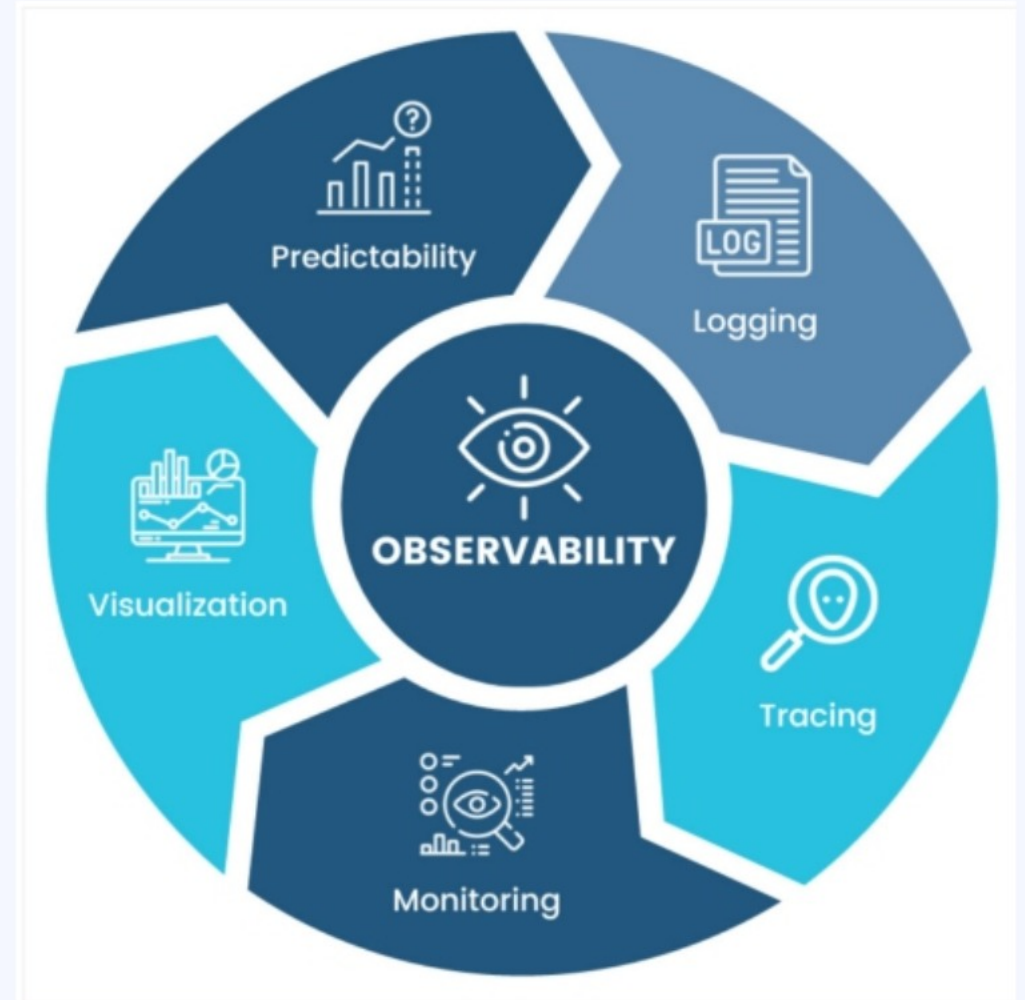 Predictability
LOG
Logging
OBSERVABILITY
Visualization
Tracing
Monitoring